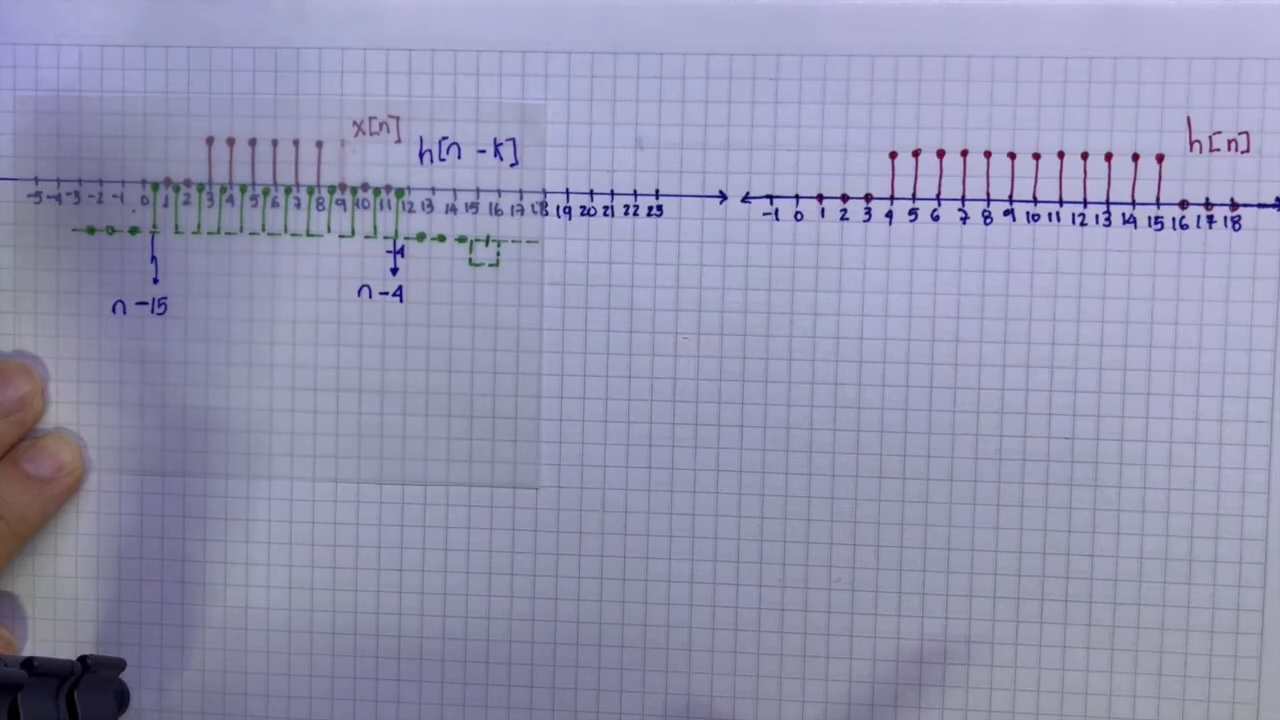 x[n]
h[n-k]
h[n]
-5 -4 -3 -2 -1 0 1 2 3 4 5 6 7 8 9 10 11 12 13 14 15 16 17 18 19 20 21 22 23
-1 0 1 2 3 4 5 6 7 8 9 10 11 12 13 14 15 16 17 18
n-15
n-4